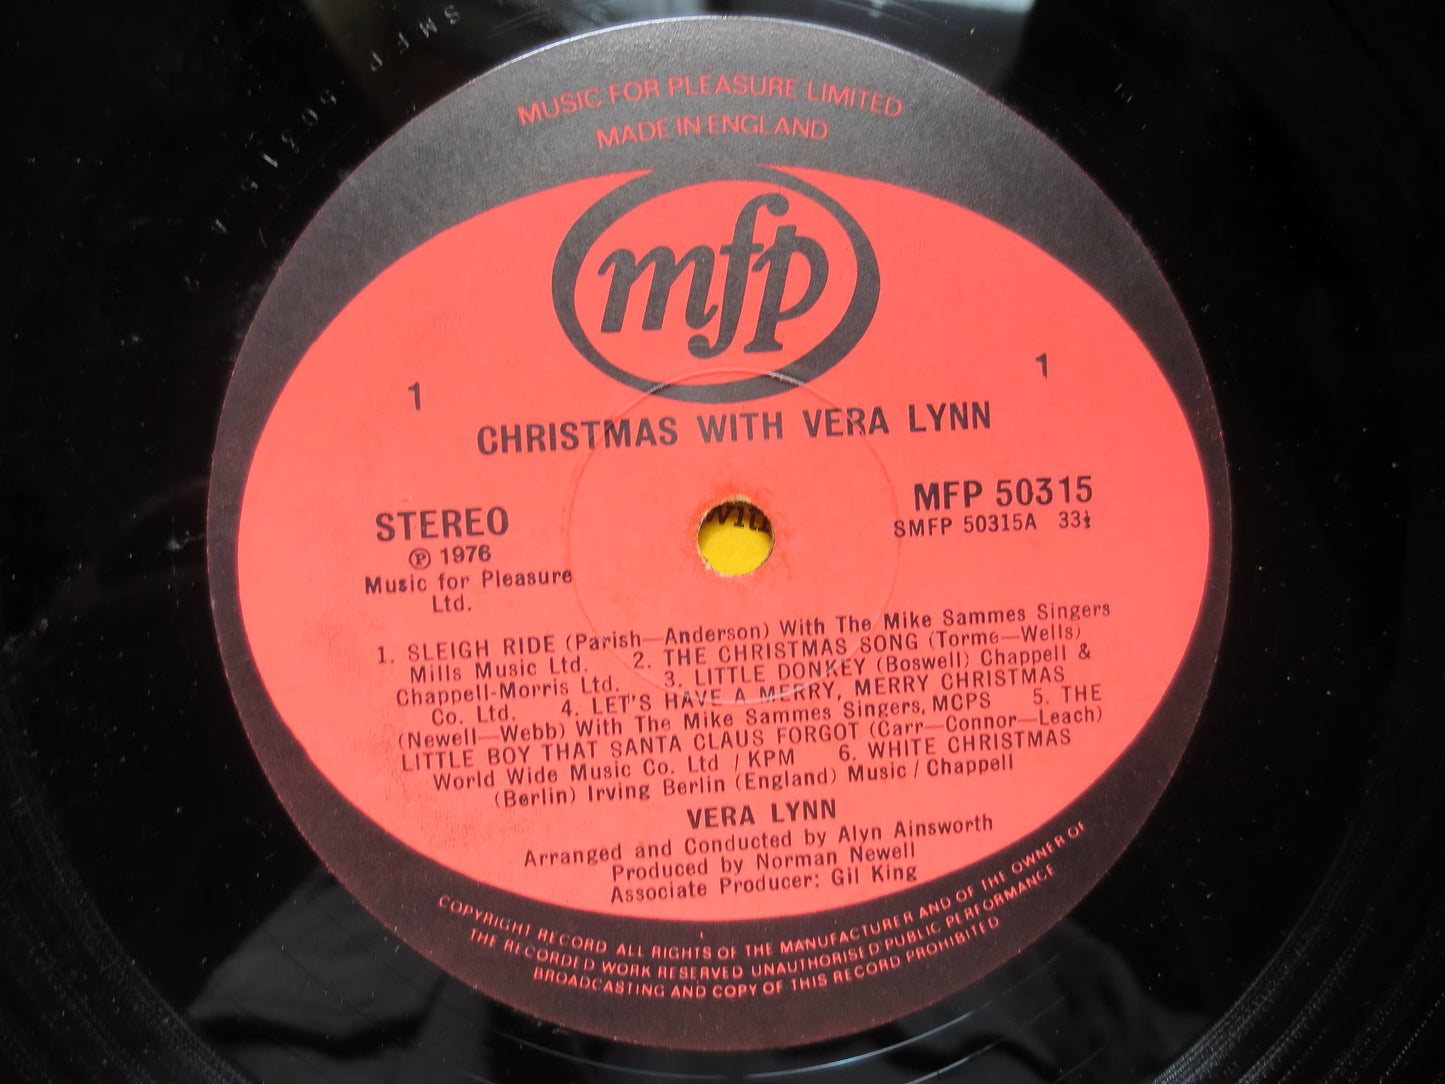 SMFP 50315
MUSIC FOR PLEASURE LIMITED
MADE IN ENGLAND
mfp
1
1
CHRISTMAS WITH VERA LYNN
STEREO
MFP 50315
SMFP 50315A 33⅓
Ⓟ 1976
Music for Pleasure
Ltd.
1. SLEIGH RIDE (Parish—Anderson) With The Mike Sammes Singers
Mills Music Ltd. 2. THE CHRISTMAS SONG (Torme—Wells)
Chappell-Morris Ltd. 3. LITTLE DONKEY (Boswell) Chappell &
Co. Ltd. 4. LET'S HAVE A MERRY, MERRY CHRISTMAS
(Newell—Webb) With The Mike Sammes Singers, MCPS 5. THE
LITTLE BOY THAT SANTA CLAUS FORGOT (Carr—Connor—Leach)
World Wide Music Co. Ltd / KPM 6. WHITE CHRISTMAS
(Berlin) Irving Berlin (England) Music / Chappell
VERA LYNN
Arranged and Conducted by Alyn Ainsworth
Produced by Norman Newell
Associate Producer: Gil King
COPYRIGHT RECORD ALL RIGHTS OF THE MANUFACTURER AND OF THE OWNER OF
THE RECORDED WORK RESERVED UNAUTHORISED PUBLIC PERFORMANCE
BROADCASTING AND COPY OF THIS RECORD PROHIBITED